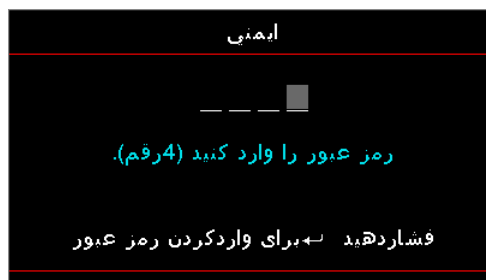 ایمنی
_ _ _ _
رمز عبور را وارد کنید (4رقم).
فشاردهید ↵برای واردکردن رمز عبور